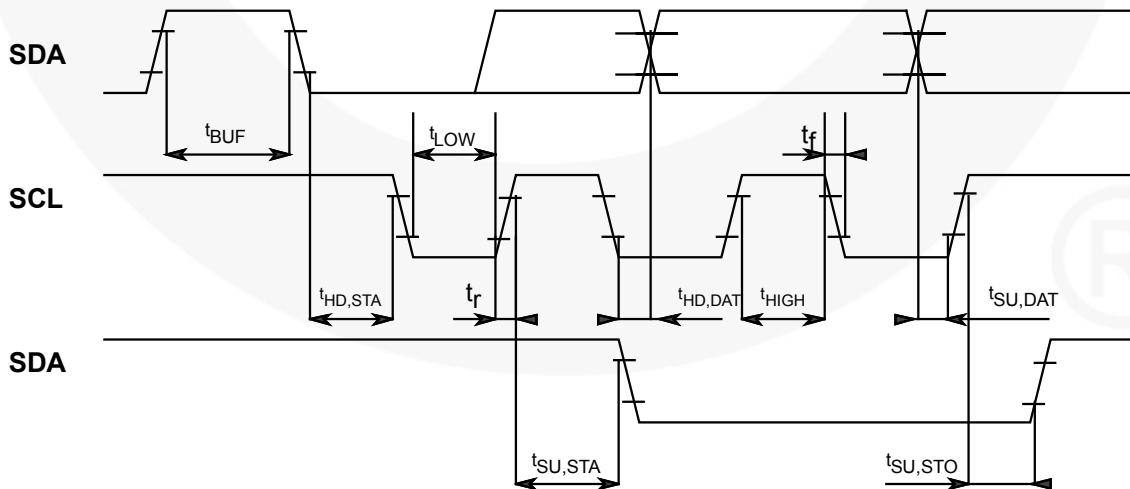 SDA
tBUF
tLOW
tf
SCL
tHD,STA
tr
tHD,DAT
tHIGH
tSU,DAT
SDA
tSU,STA
tSU,STO
®